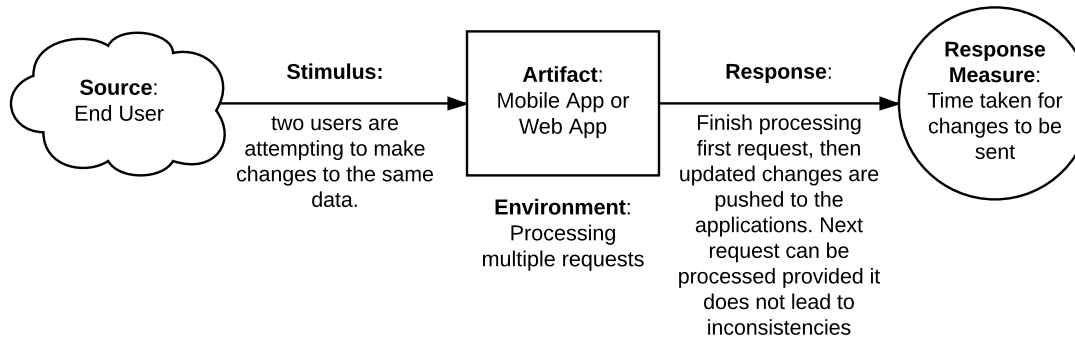 Source:
End User
Stimulus:
two users are
attempting to make
changes to the same
data.
Artifact:
Mobile App or
Web App
Environment:
Processing
multiple requests
Response:
Finish processing
first request, then
updated changes are
pushed to the
applications. Next
request can be
processed provided it
does not lead to
inconsistencies
Response
Measure:
Time taken for
changes to be
sent